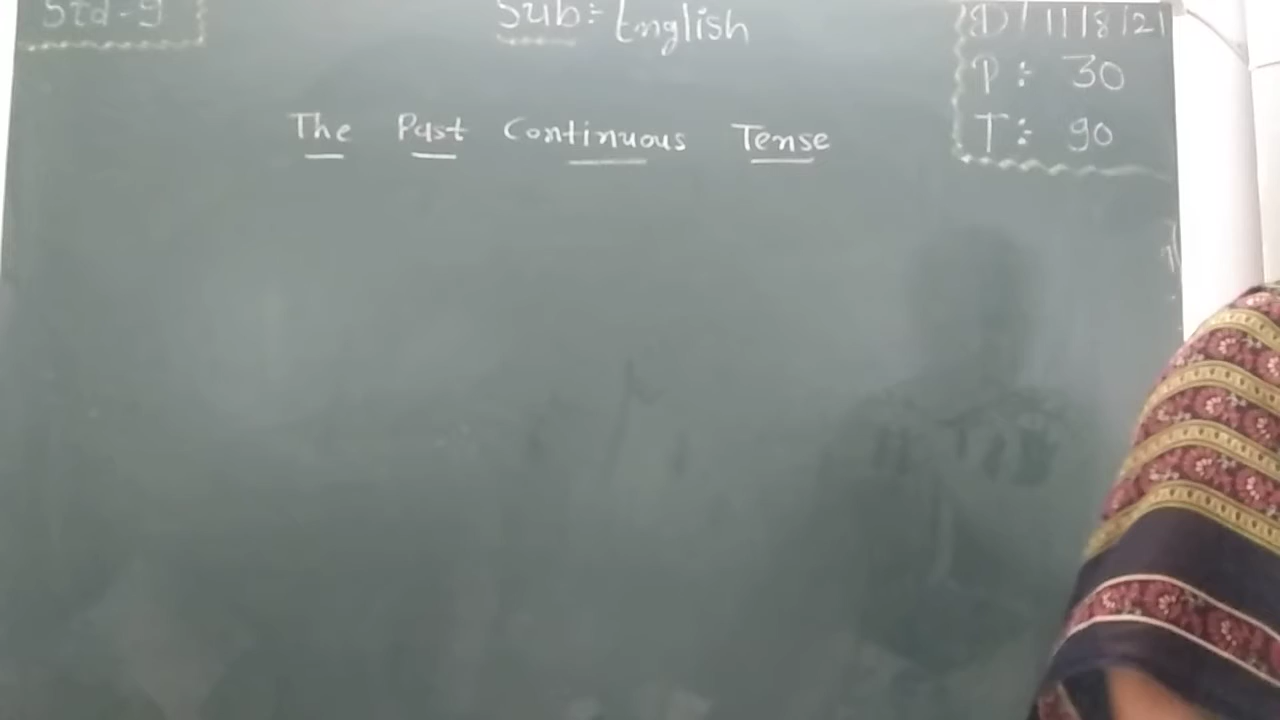 Std-9
Sub:- English
D / 11/8/21
P : 30
T : 90
The Past Continuous Tense